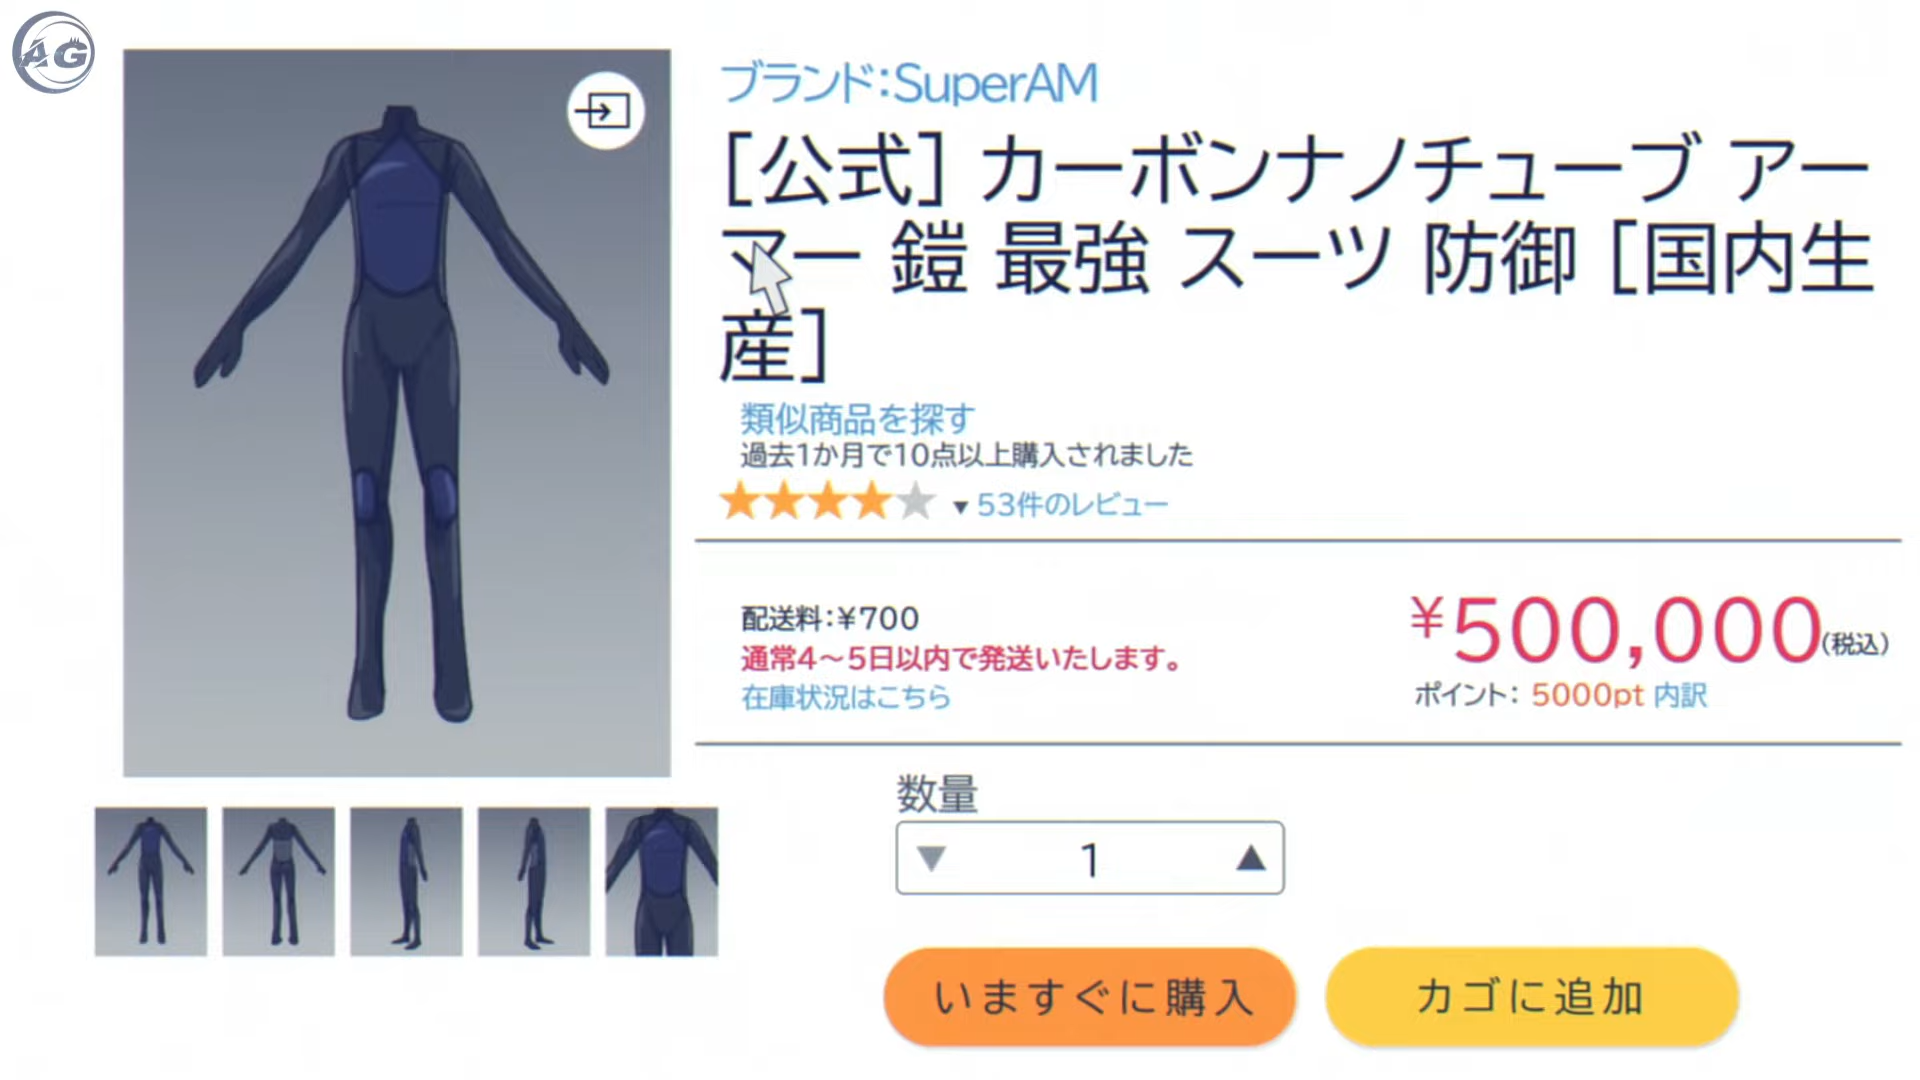 AG
ブランド:SuperAM
[公式] カーボンナノチューブ アー
マー 鎧 最強 スーツ 防御 [国内生
産]
類似商品を探す
過去1か月で10点以上購入されました
▼ 53件のレビュー
配送料:¥700
通常4～5日以内で発送いたします。
在庫状況はこちら
¥500,000(税込)
ポイント: 5000pt 内訳
数量
▼ 1 ▲
いますぐに購入
カゴに追加